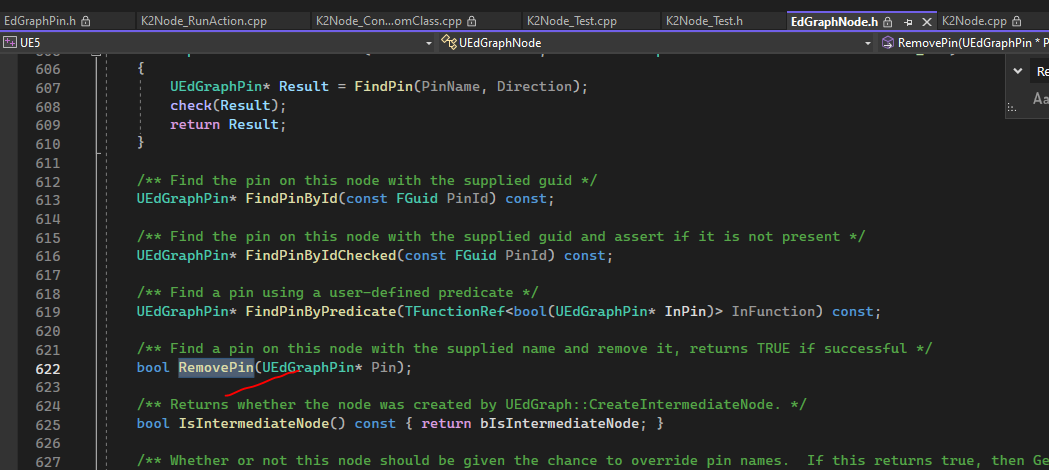 EdGraphPin.h K2Node_RunAction.cpp K2Node_Con...omClass.cpp K2Node_Test.cpp K2Node_Test.h EdGraphNode.h K2Node.cpp
UE5 UEdGraphNode RemovePin(UEdGraphPin * P
606 {
607 UEdGraphPin* Result = FindPin(PinName, Direction);
608 check(Result);
609 return Result;
610 }
611
612 /** Find the pin on this node with the supplied guid */
613 UEdGraphPin* FindPinById(const FGuid PinId) const;
614
615 /** Find the pin on this node with the supplied guid and assert if it is not present */
616 UEdGraphPin* FindPinByIdChecked(const FGuid PinId) const;
617
618 /** Find a pin using a user-defined predicate */
619 UEdGraphPin* FindPinByPredicate(TFunctionRef<bool(UEdGraphPin* InPin)> InFunction) const;
620
621 /** Find a pin on this node with the supplied name and remove it, returns TRUE if successful */
622 bool RemovePin(UEdGraphPin* Pin);
623
624 /** Returns whether the node was created by UEdGraph::CreateIntermediateNode. */
625 bool IsIntermediateNode() const { return bIsIntermediateNode; }
626
627 /** Whether or not this node should be given the chance to override pin names.  If this returns true, then Ge
Re
Aa